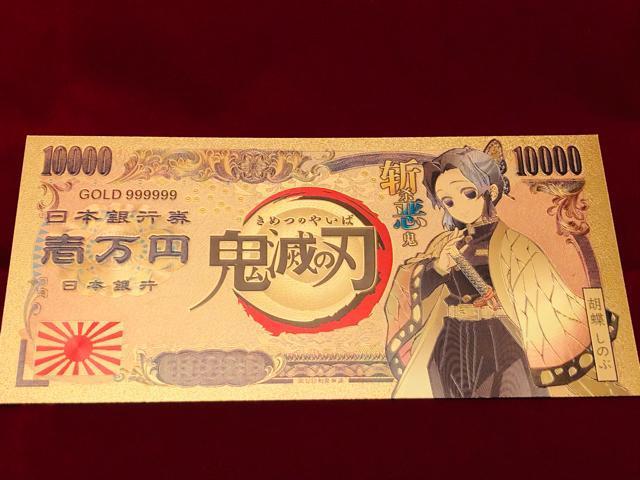 10000
10000
GOLD 999999
日本銀行券
壱万円
日本銀行
きめつのやいば
鬼滅の刃
斬
悪
鬼
胡蝶しのぶ